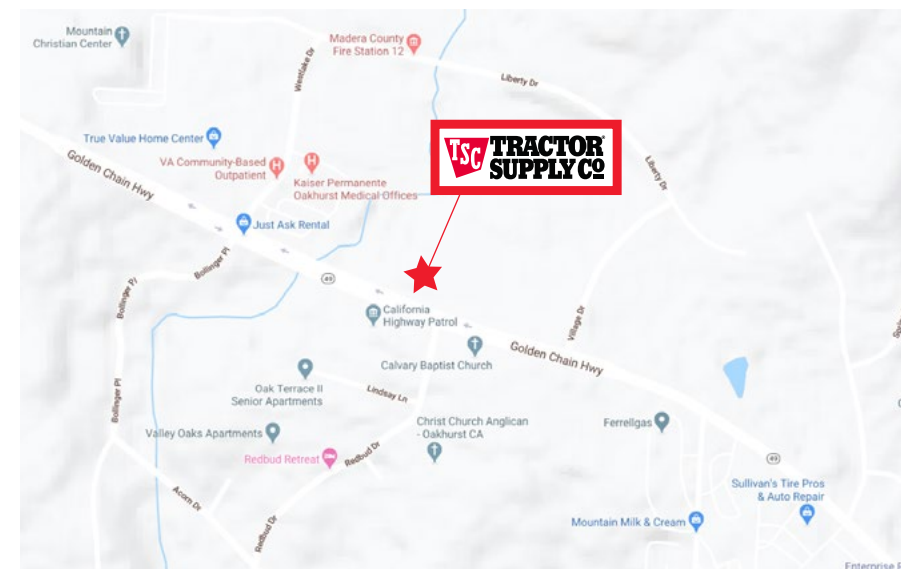 Mountain
Christian Center
Madera County
Fire Station 12
Westlake Dr
Liberty Dr
TSC TRACTOR
SUPPLY CO
True Value Home Center
Golden Chain Hwy
VA Community-Based
Outpatient
Kaiser Permanente
Oakhurst Medical Offices
Liberty Dr
Just Ask Rental
Bollinger Pl
Bollinger Pl
49
California
Highway Patrol
Village Dr
Golden Chain Hwy
Calvary Baptist Church
Oak Terrace II
Senior Apartments
Lindsay Ln
Bollinger Pl
Christ Church Anglican
- Oakhurst CA
Ferrellgas
Valley Oaks Apartments
Redbud Retreat
Redbud Dr
49
Acorn Dr
Sullivan's Tire Pros
& Auto Repair
Redbud Dr
Mountain Milk & Cream
Enterprise